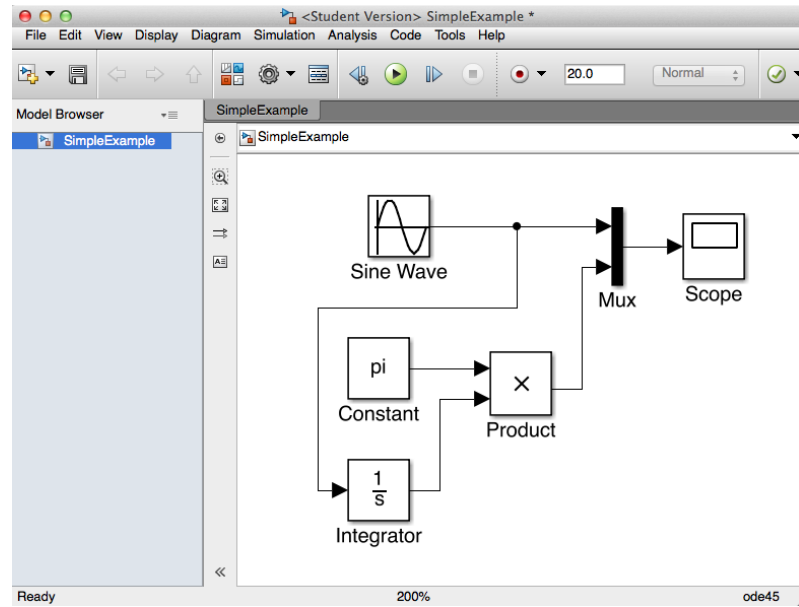 <Student Version> SimpleExample *
File Edit View Display Diagram Simulation Analysis Code Tools Help
20.0 Normal
Model Browser SimpleExample
SimpleExample SimpleExample
Sine Wave
Mux
Scope
pi
Constant
×
Product
1
s
Integrator
Ready 200% ode45